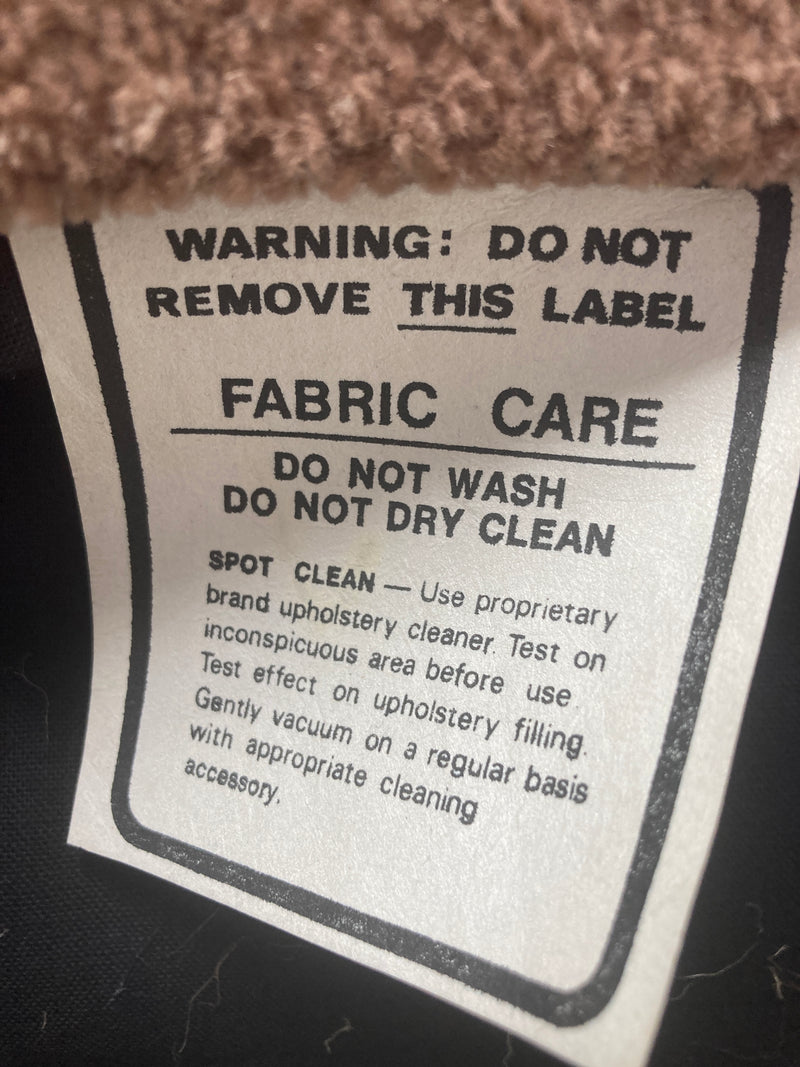 WARNING: DO NOT
REMOVE THIS LABEL
FABRIC CARE
DO NOT WASH
DO NOT DRY CLEAN
SPOT CLEAN — Use proprietary
brand upholstery cleaner. Test on
inconspicuous area before use.
Test effect on upholstery filling.
Gently vacuum on a regular basis
with appropriate cleaning
accessory.